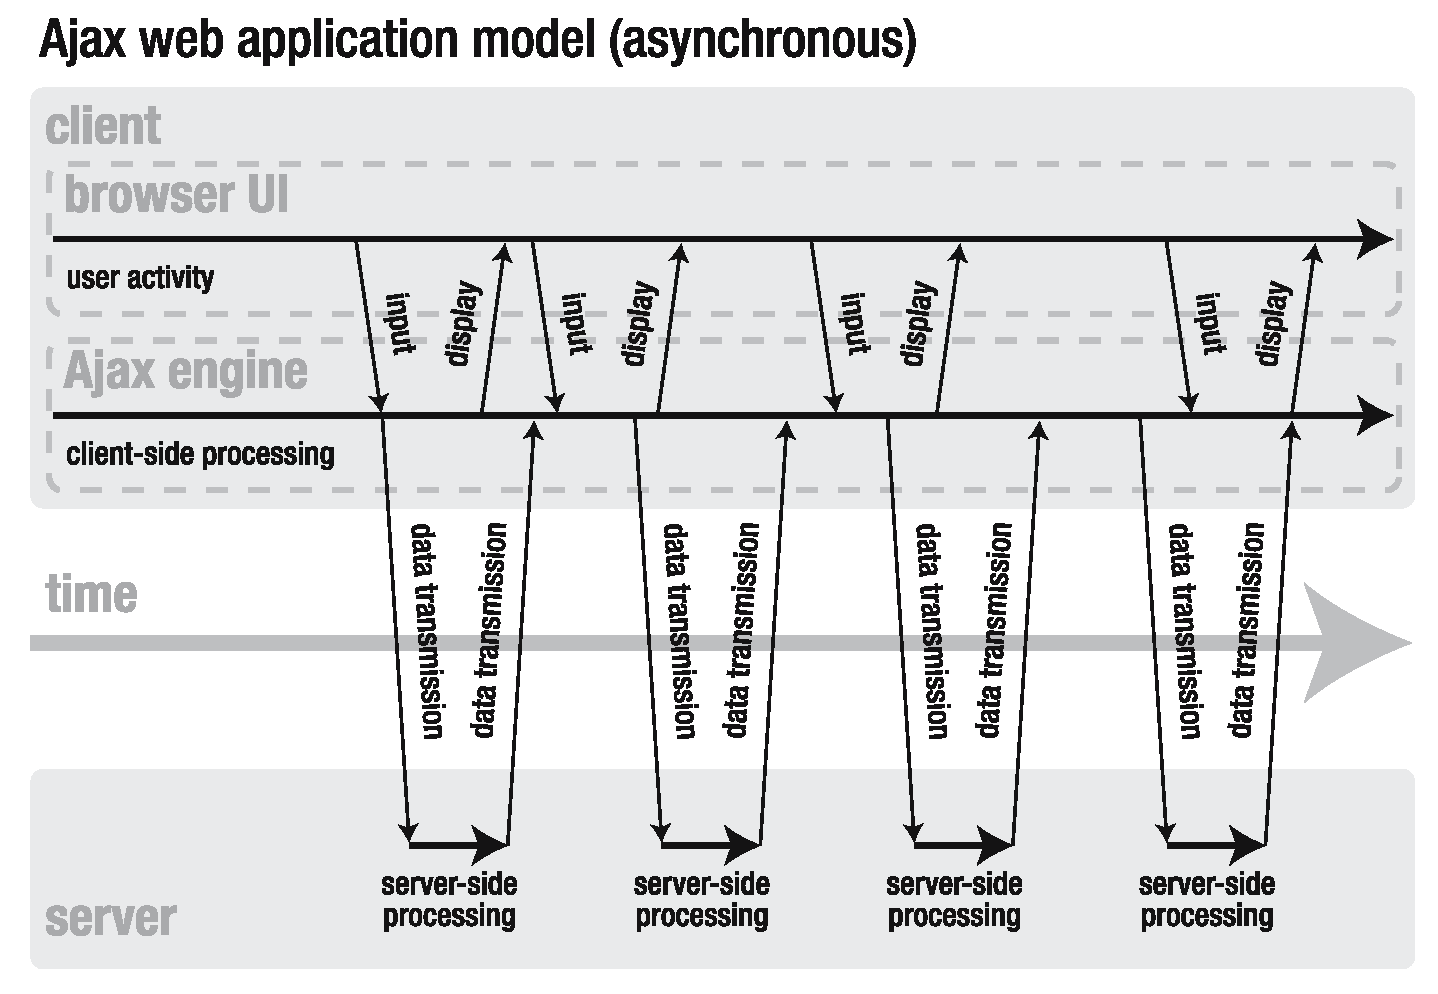 Ajax web application model (asynchronous)
client
browser UI
user activity
input
display
input
display
input
display
input
display
Ajax engine
client-side processing
data transmission
data transmission
data transmission
data transmission
data transmission
data transmission
data transmission
data transmission
time
server-side
processing
server-side
processing
server-side
processing
server-side
processing
server